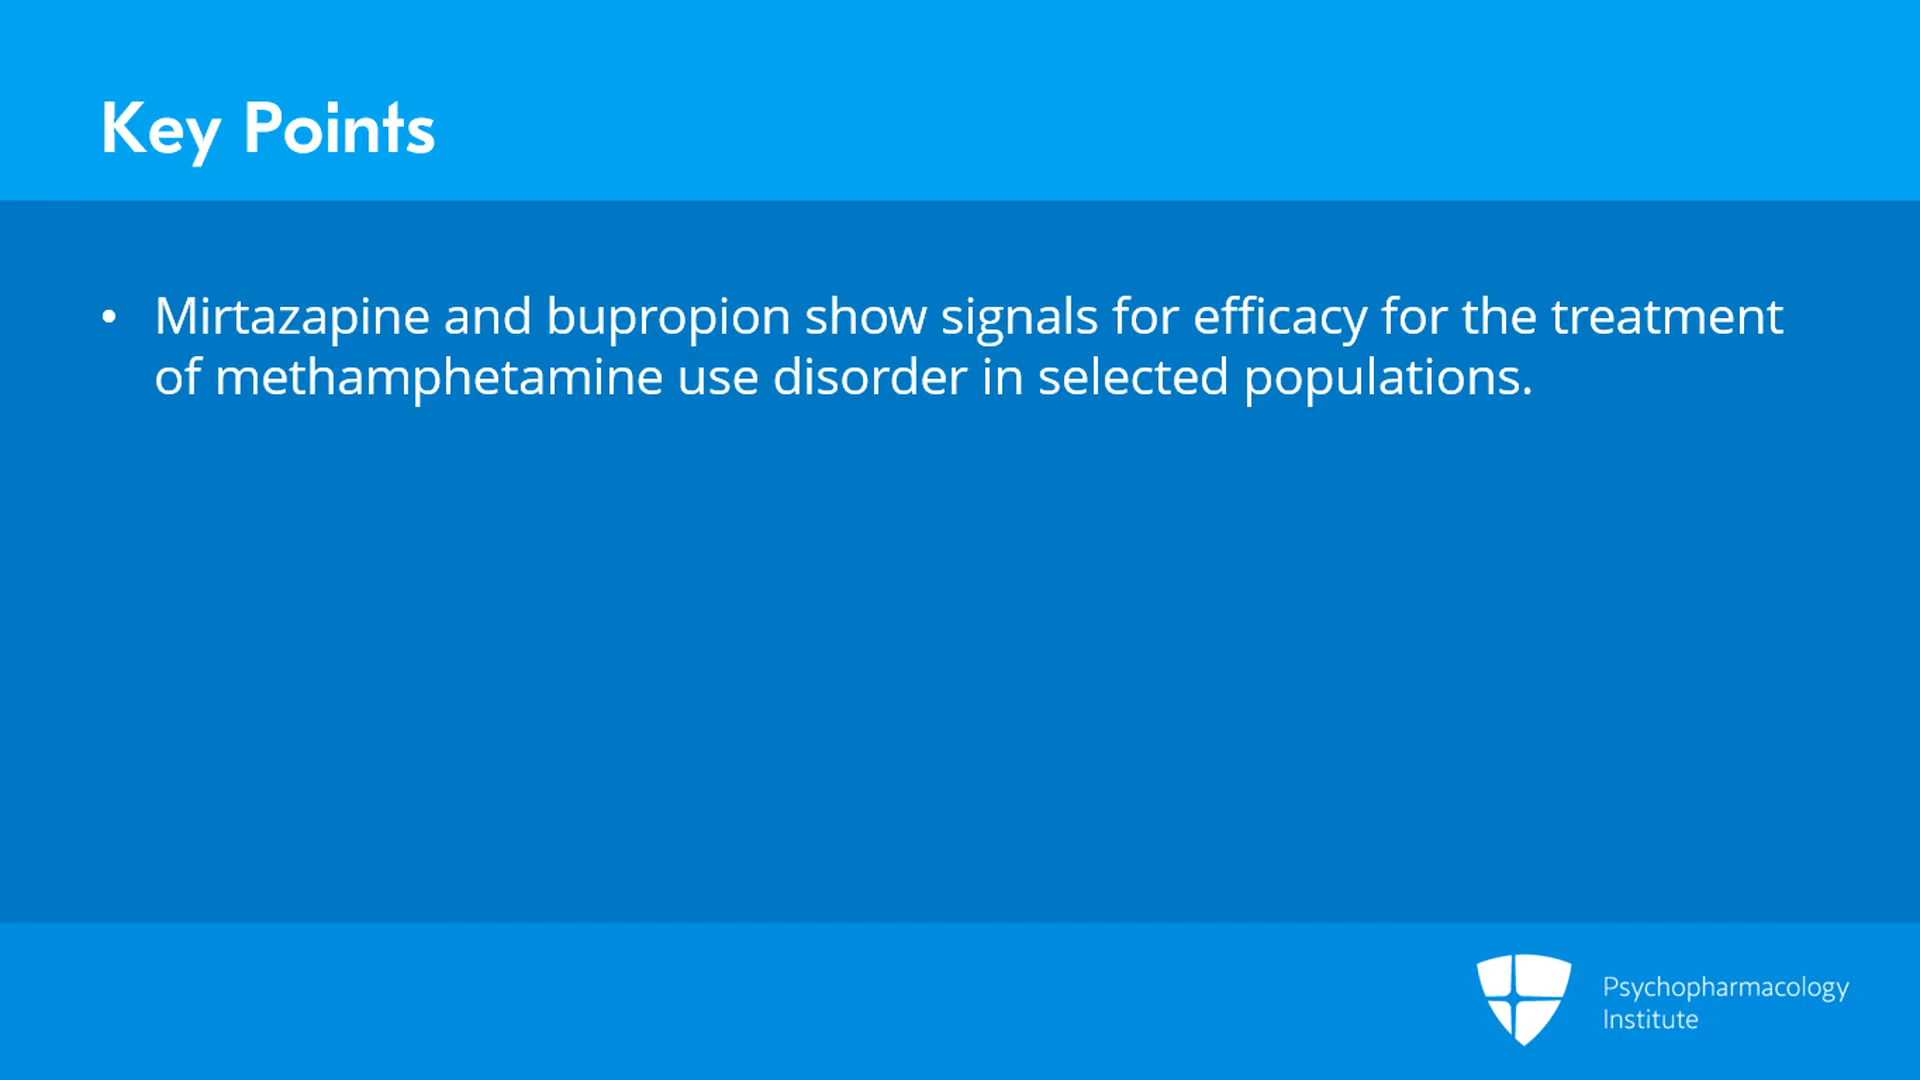 Key Points
• Mirtazapine and bupropion show signals for efficacy for the treatment
of methamphetamine use disorder in selected populations.
Psychopharmacology
Institute